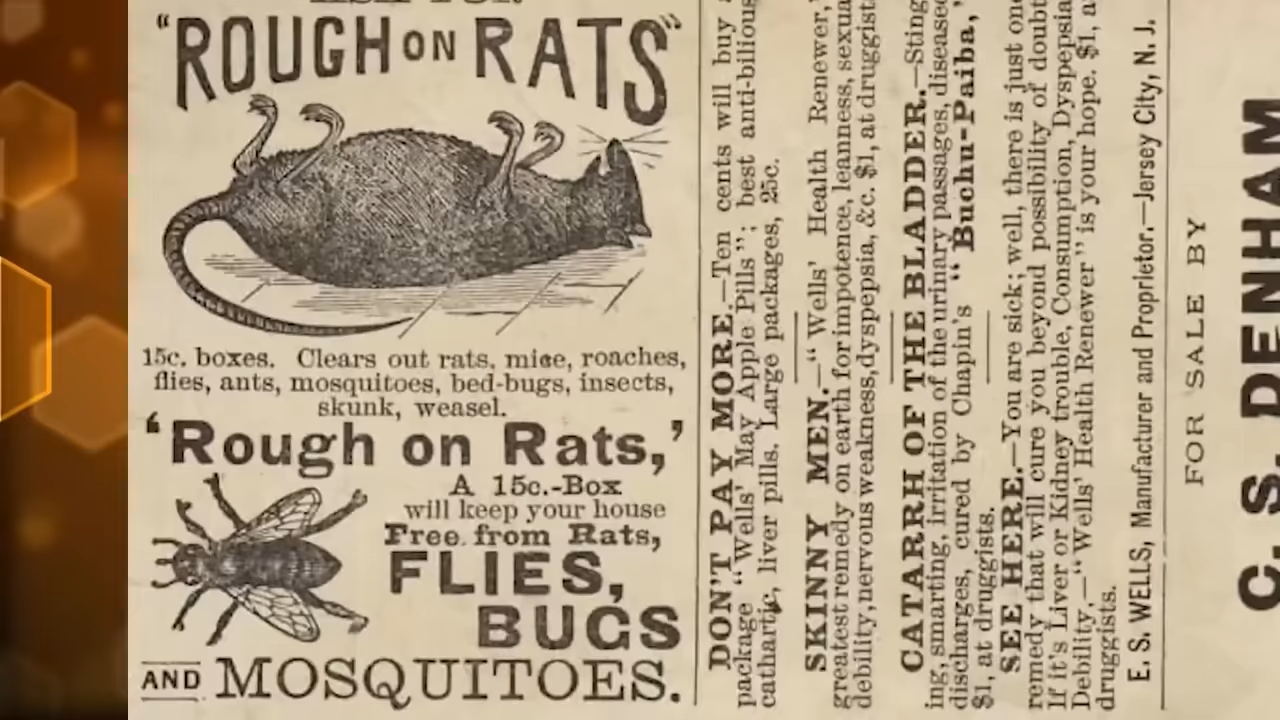 "ROUGH ON RATS"
15c. boxes. Clears out rats, mice, roaches,
flies, ants, mosquitoes, bed-bugs, insects,
skunk, weasel.
'Rough on Rats,'
A 15c.-Box
will keep your house
Free from Rats,
FLIES,
BUGS
AND MOSQUITOES.
DON'T PAY MORE.—Ten cents will buy
package "Wells' May Apple Pills"; best anti-bilious
cathartic, liver pills. Large packages, 25c.
SKINNY MEN.—"Wells' Health Renewer,"
greatest remedy on earth for impotence, leanness,
debility, nervous weakness, dyspepsia, &c. $1, at druggists
CATARRH OF THE BLADDER.—Sting
ing, smarting, irritation of the urinary passages, diseased
discharges, cured by Chapin's "Buchu-Paiba,"
$1, at druggists.
SEE HERE.—You are sick; well, there is just one
remedy that will cure you beyond possibility of doubt
If it's Liver or Kidney trouble, Consumption, Dyspepsia
Debility,—"Wells' Health Renewer" is your hope. $1,
druggists.
E. S. WELLS, Manufacturer and Proprietor.—Jersey City, N. J.
FOR SALE BY
C. S. DENHAM